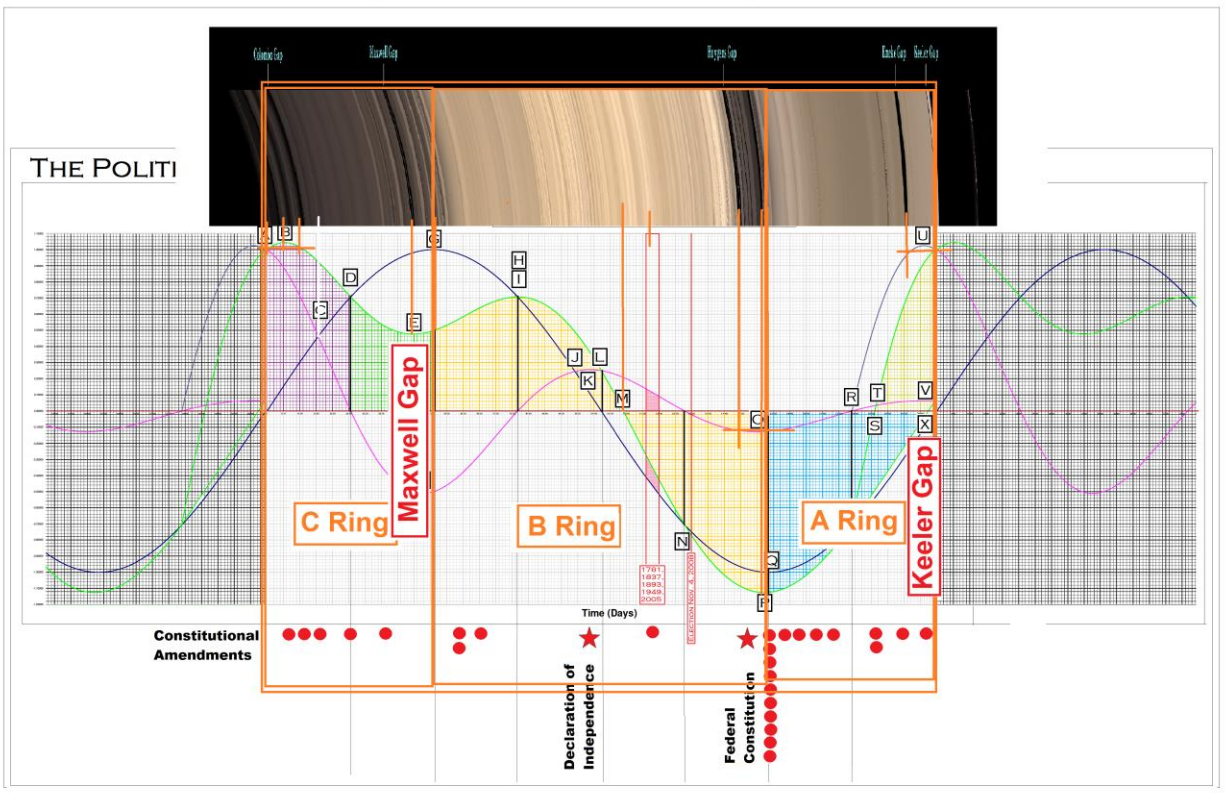 Colombo Gap
Maxwell Gap
Huygens Gap
Encke Gap
Keeler Gap
THE POLITI
A
B
G
U
H
I
D
C
E
J
L
K
M
R
T
V
O
S
X
Maxwell Gap
Keeler Gap
C Ring
B Ring
A Ring
N
Q
P
1781,
1837,
1893,
1949,
2005
ELECTION NOV. 4, 2008
Time (Days)
Constitutional
Amendments
Declaration of
Independence
Federal
Constitution